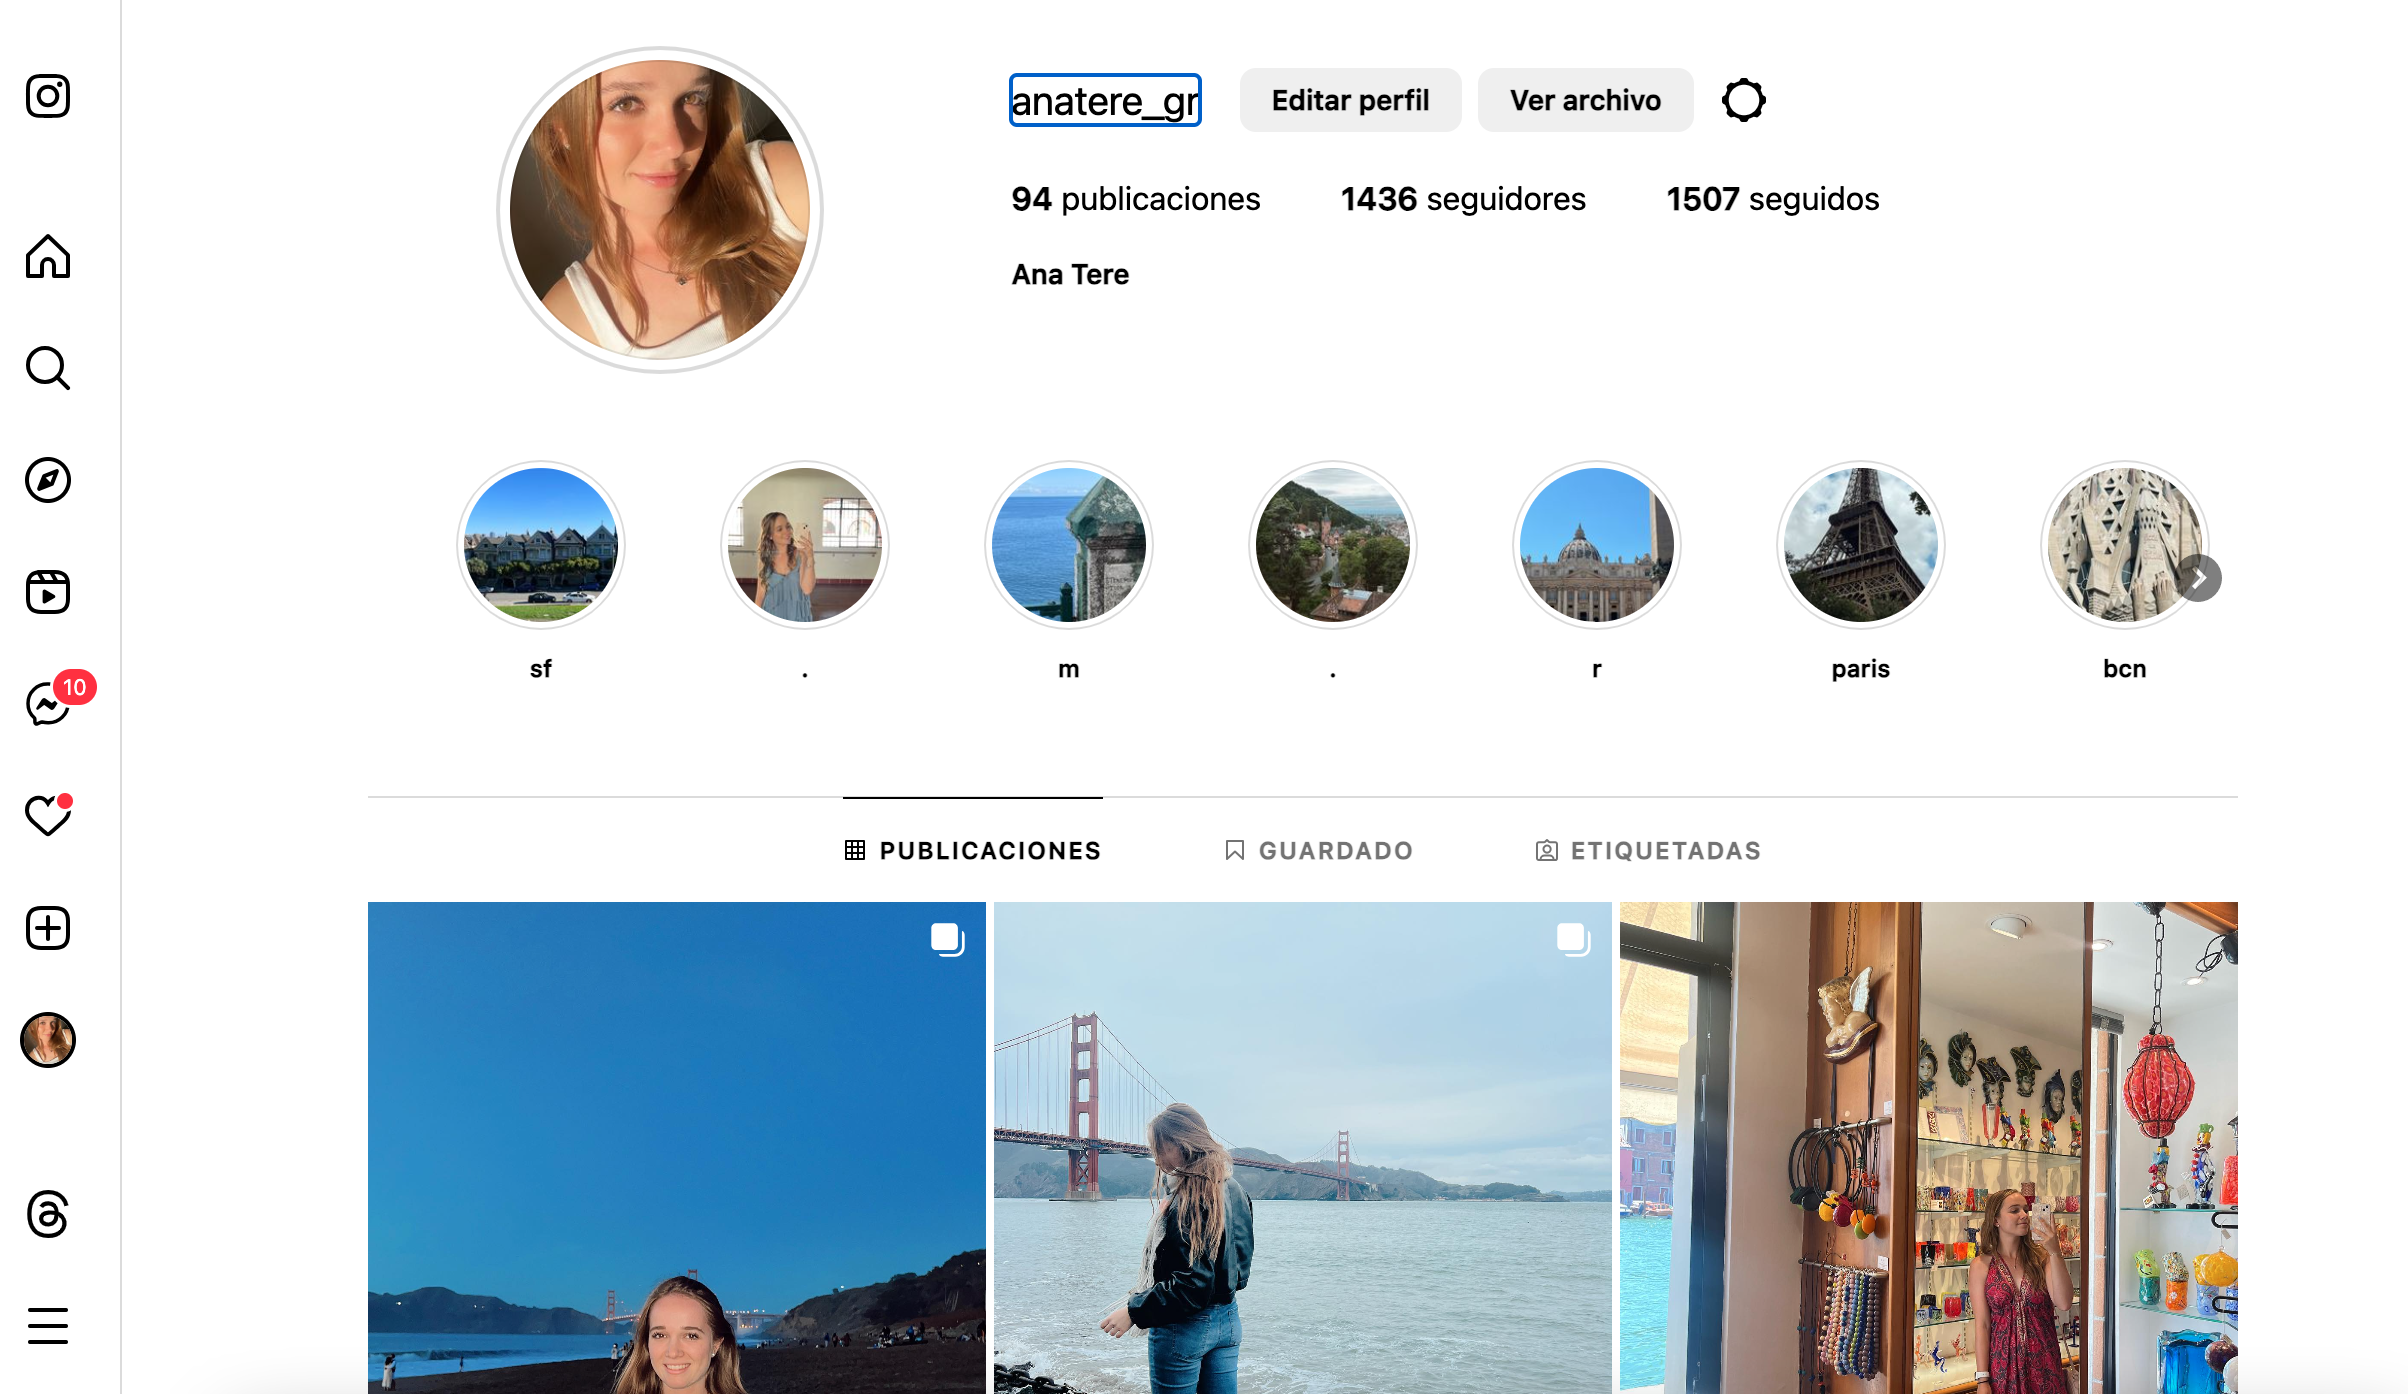 anatere_gr
Editar perfil
Ver archivo
94 publicaciones
1436 seguidores
1507 seguidos
Ana Tere
sf
.
m
.
r
paris
bcn
10
PUBLICACIONES
GUARDADO
ETIQUETADAS